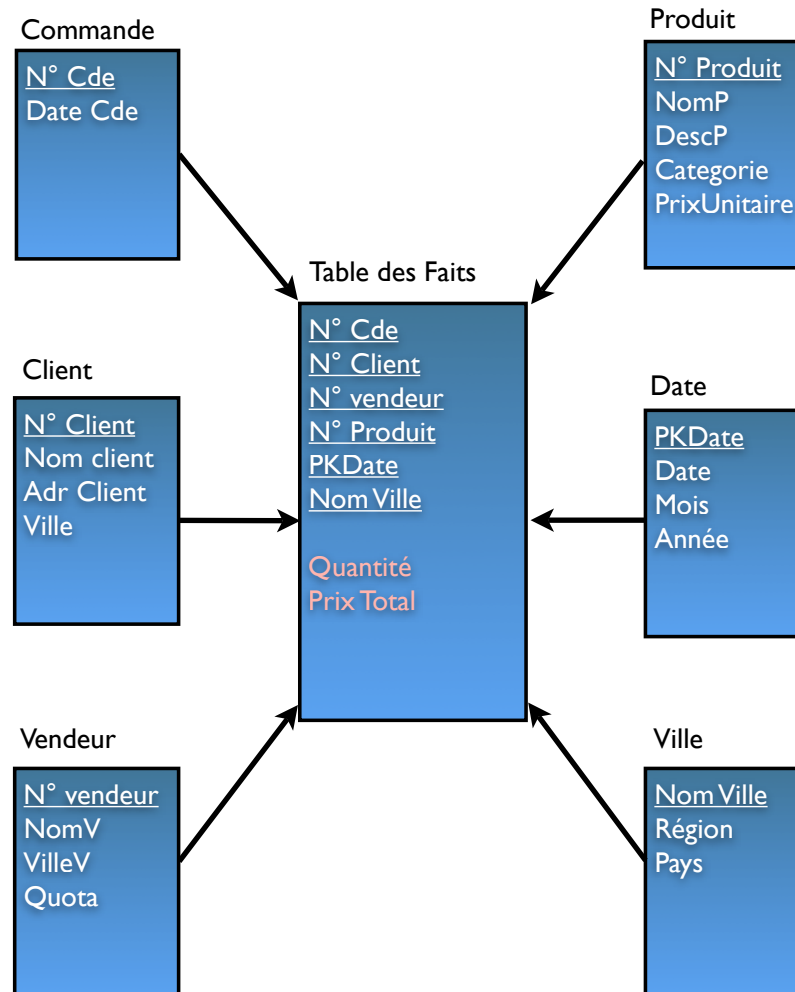 Commande
N° Cde
Date Cde
Produit
N° Produit
NomP
DescP
Categorie
PrixUnitaire
Table des Faits
N° Cde
N° Client
N° vendeur
N° Produit
PKDate
Nom Ville
Quantité
Prix Total
Client
N° Client
Nom client
Adr Client
Ville
Date
PKDate
Date
Mois
Année
Vendeur
N° vendeur
NomV
VilleV
Quota
Ville
Nom Ville
Région
Pays